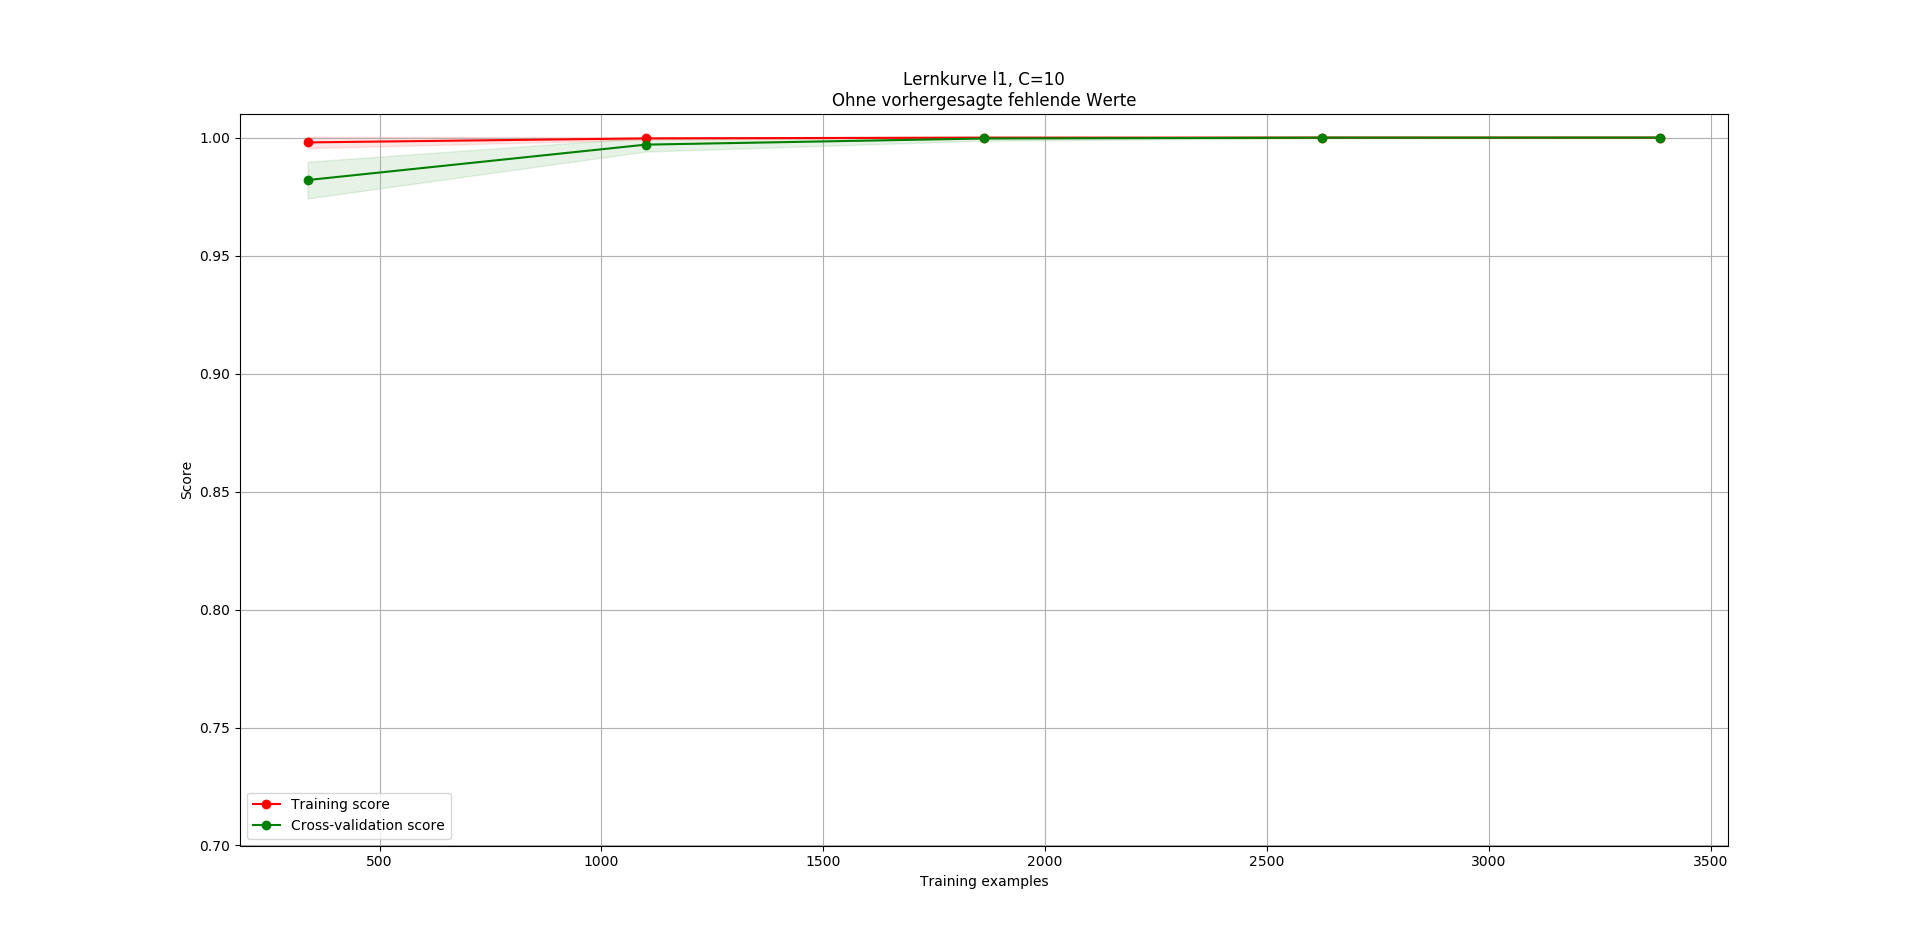 Lernkurve l1, C=10
Ohne vorhergesagte fehlende Werte
Score
1.00
0.95
0.90
0.85
0.80
0.75
0.70
Training score
Cross-validation score
500
1000
1500
2000
2500
3000
3500
Training examples